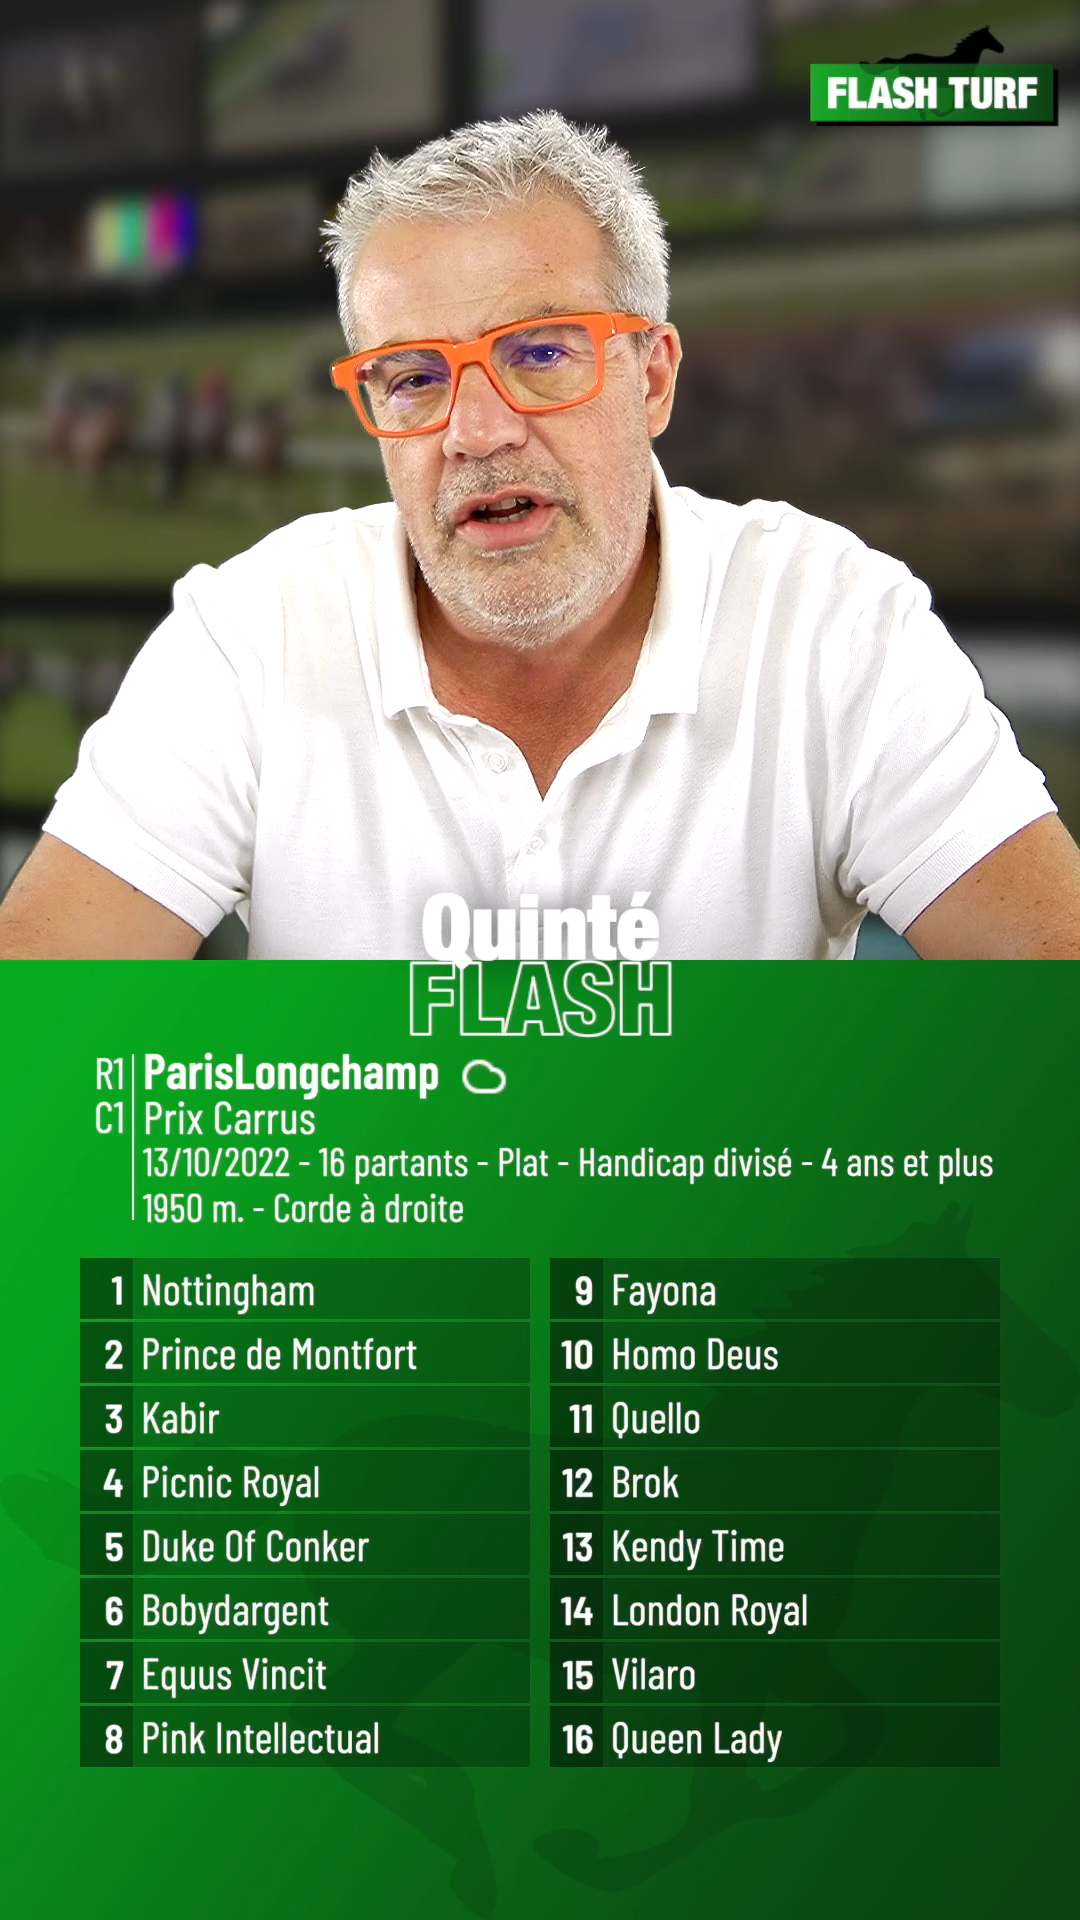 FLASH TURF
Quinté
FLASH
R1 ParisLongchamp
C1 Prix Carrus
13/10/2022 - 16 partants - Plat - Handicap divisé - 4 ans et plus
1950 m. - Corde à droite
1 Nottingham
2 Prince de Montfort
3 Kabir
4 Picnic Royal
5 Duke Of Conker
6 Bobydargent
7 Equus Vincit
8 Pink Intellectual
9 Fayona
10 Homo Deus
11 Quello
12 Brok
13 Kendy Time
14 London Royal
15 Vilaro
16 Queen Lady